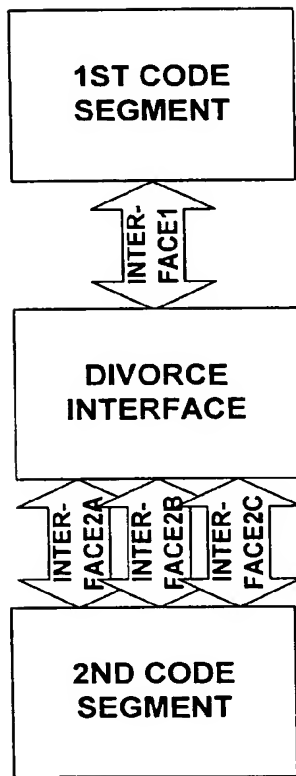 1ST CODE
SEGMENT
INTER-
FACE1
DIVORCE
INTERFACE
INTER-
FACE2A
INTER-
FACE2B
INTER-
FACE2C
2ND CODE
SEGMENT